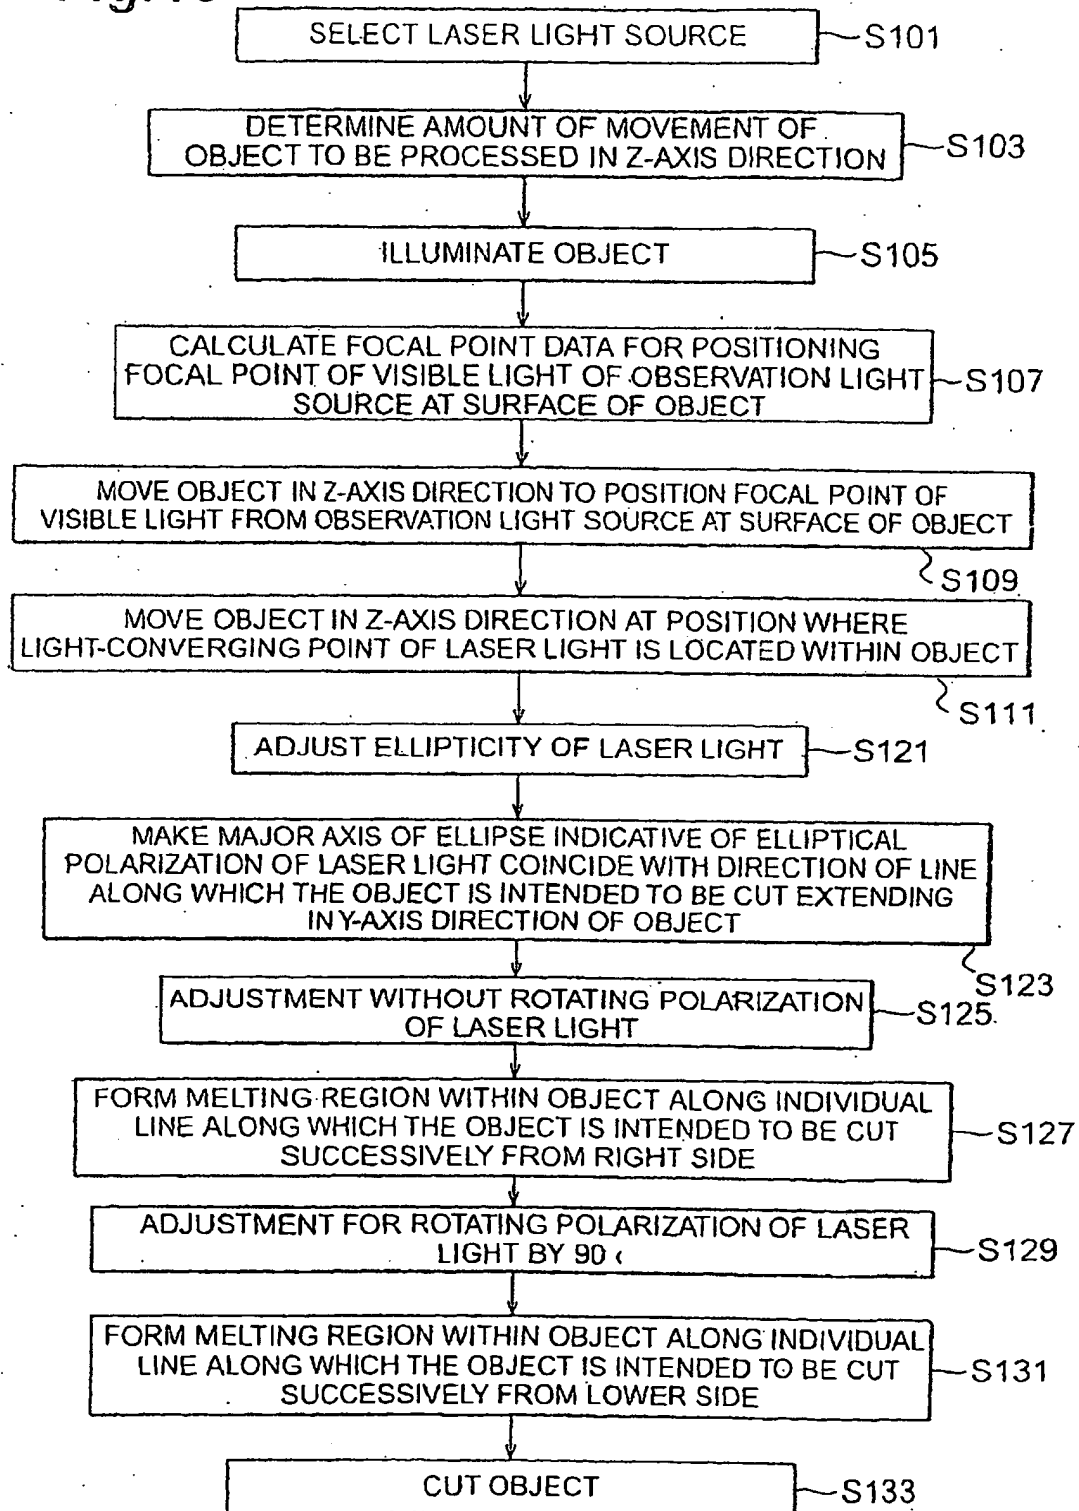 SELECT LASER LIGHT SOURCE
S101
DETERMINE AMOUNT OF MOVEMENT OF
OBJECT TO BE PROCESSED IN Z-AXIS DIRECTION
S103
ILLUMINATE OBJECT
S105
CALCULATE FOCAL POINT DATA FOR POSITIONING
FOCAL POINT OF VISIBLE LIGHT OF OBSERVATION LIGHT
SOURCE AT SURFACE OF OBJECT
S107
MOVE OBJECT IN Z-AXIS DIRECTION TO POSITION FOCAL POINT OF
VISIBLE LIGHT FROM OBSERVATION LIGHT SOURCE AT SURFACE OF OBJECT
S109
MOVE OBJECT IN Z-AXIS DIRECTION AT POSITION WHERE
LIGHT-CONVERGING POINT OF LASER LIGHT IS LOCATED WITHIN OBJECT
S111
ADJUST ELLIPTICITY OF LASER LIGHT
S121
MAKE MAJOR AXIS OF ELLIPSE INDICATIVE OF ELLIPTICAL
POLARIZATION OF LASER LIGHT COINCIDE WITH DIRECTION OF LINE
ALONG WHICH THE OBJECT IS INTENDED TO BE CUT EXTENDING
IN Y-AXIS DIRECTION OF OBJECT
S123
ADJUSTMENT WITHOUT ROTATING POLARIZATION
OF LASER LIGHT
S125
FORM MELTING REGION WITHIN OBJECT ALONG INDIVIDUAL
LINE ALONG WHICH THE OBJECT IS INTENDED TO BE CUT
SUCCESSIVELY FROM RIGHT SIDE
S127
ADJUSTMENT FOR ROTATING POLARIZATION OF LASER
LIGHT BY 90
S129
FORM MELTING REGION WITHIN OBJECT ALONG INDIVIDUAL
LINE ALONG WHICH THE OBJECT IS INTENDED TO BE CUT
SUCCESSIVELY FROM LOWER SIDE
S131
CUT OBJECT
S133